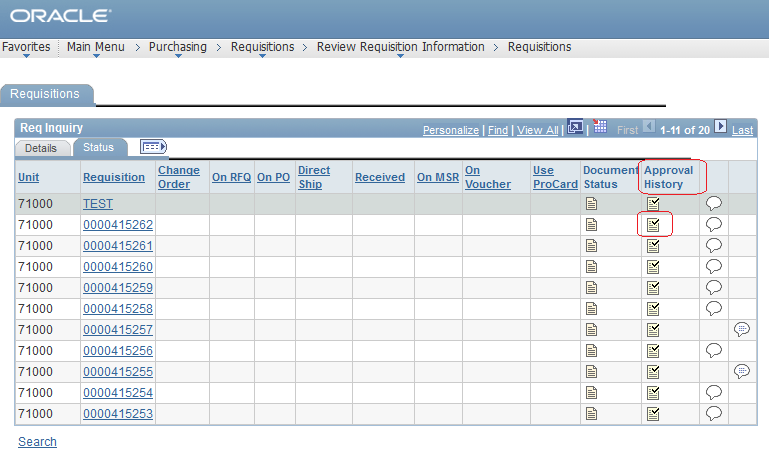 ORACLE®
Favorites Main Menu > Purchasing > Requisitions > Review Requisition Information > Requisitions
Requisitions
Req Inquiry Personalize | Find | View All | | First 1-11 of 20 Last
Details Status
Unit Requisition Change Order On RFQ On PO Direct Ship Received On MSR On Voucher Use ProCard Document Status Approval History
71000 TEST
71000 0000415262
71000 0000415261
71000 0000415260
71000 0000415259
71000 0000415258
71000 0000415257
71000 0000415256
71000 0000415255
71000 0000415254
71000 0000415253
Search